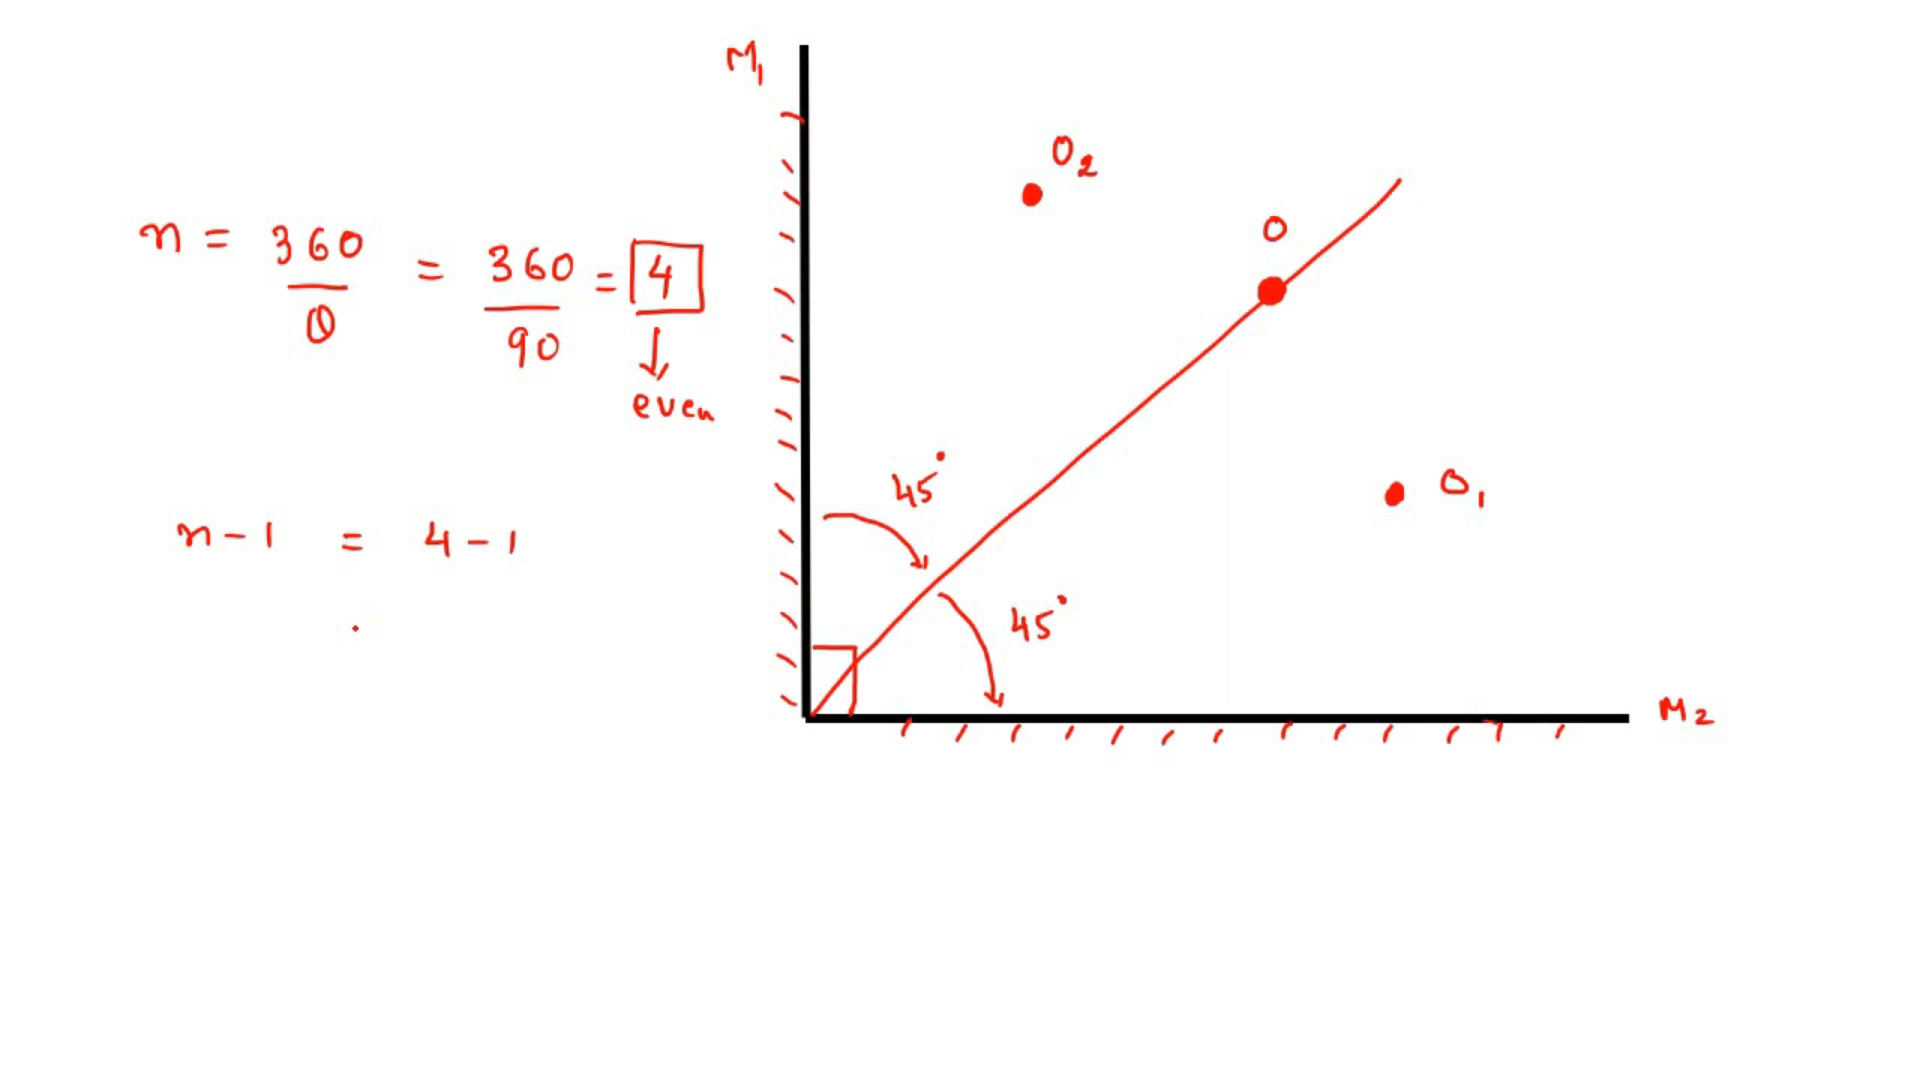 n = 360/θ = 360/90 = 4
even
n - 1 = 4 - 1
M₁
O₂
O
O₁
45°
45°
M₂